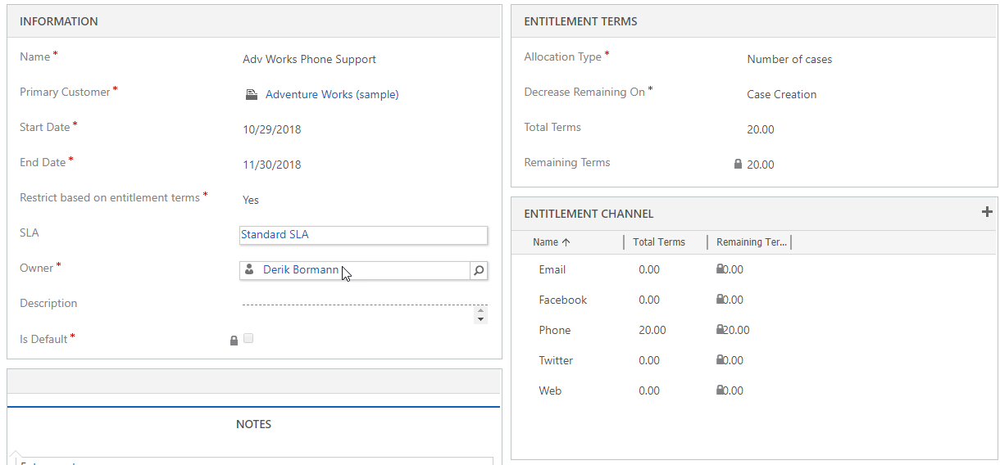 INFORMATION
Name *
Adv Works Phone Support
Primary Customer *
Adventure Works (sample)
Start Date *
10/29/2018
End Date *
11/30/2018
Restrict based on entitlement terms *
Yes
SLA
Standard SLA
Owner *
Derik Bormann
Description
Is Default *
NOTES
ENTITLEMENT TERMS
Allocation Type *
Number of cases
Decrease Remaining On *
Case Creation
Total Terms
20.00
Remaining Terms
20.00
ENTITLEMENT CHANNEL
Name Total Terms Remaining Ter...
Email 0.00 0.00
Facebook 0.00 0.00
Phone 20.00 20.00
Twitter 0.00 0.00
Web 0.00 0.00